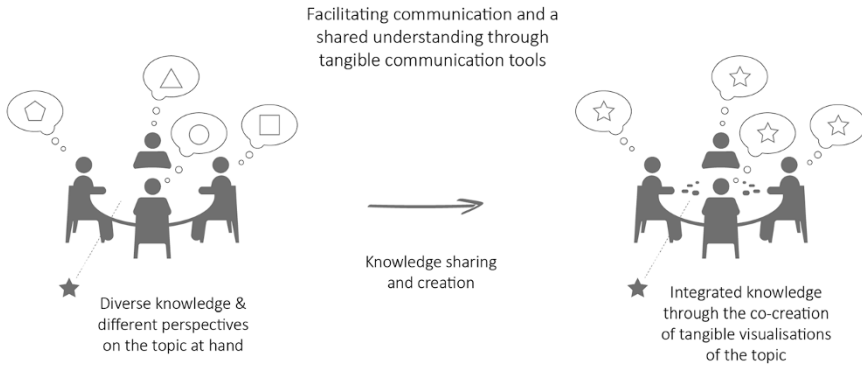 Facilitating communication and a
shared understanding through
tangible communication tools
Knowledge sharing
and creation
Diverse knowledge &
different perspectives
on the topic at hand
Integrated knowledge
through the co-creation
of tangible visualisations
of the topic